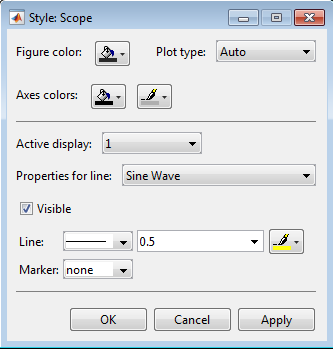 Style: Scope
Figure color: Plot type: Auto
Axes colors:
Active display: 1
Properties for line: Sine Wave
Visible
Line: 0.5
Marker: none
OK Cancel Apply